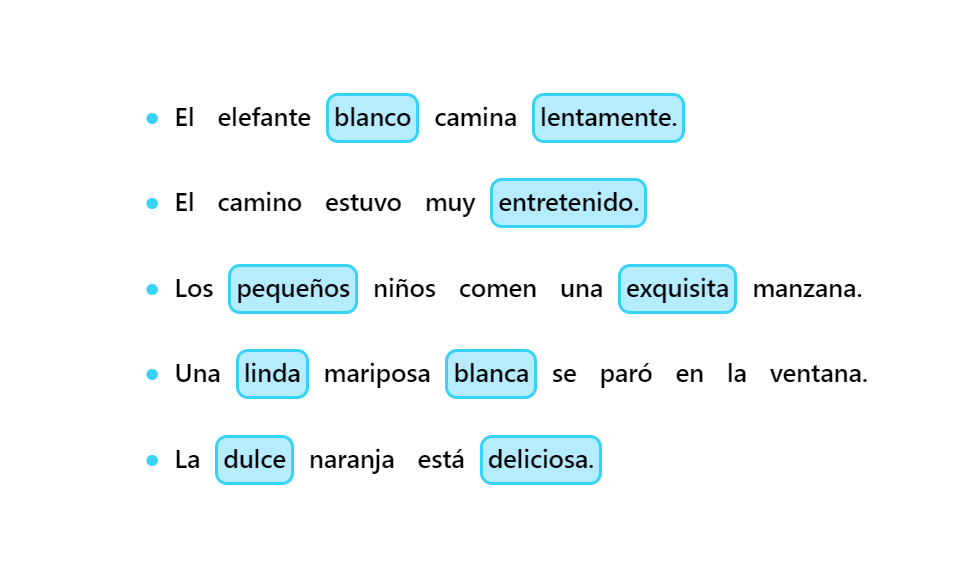 • El elefante blanco camina lentamente.
• El camino estuvo muy entretenido.
• Los pequeños niños comen una exquisita manzana.
• Una linda mariposa blanca se paró en la ventana.
• La dulce naranja está deliciosa.